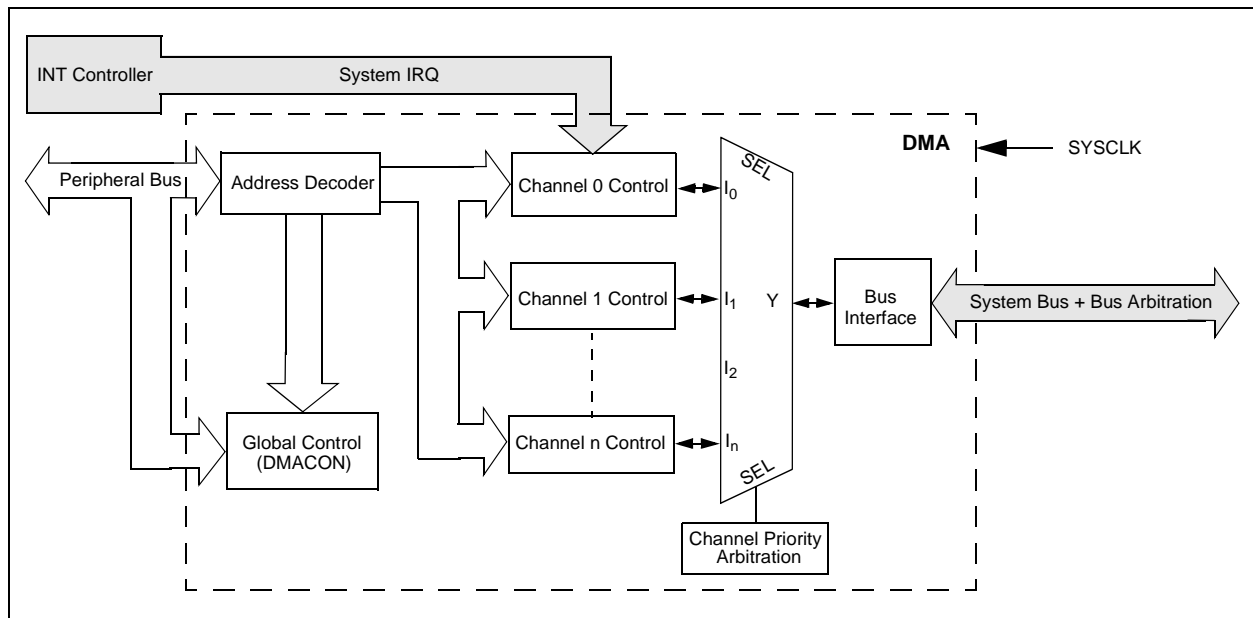 INT Controller
System IRQ
DMA
SYSCLK
Peripheral Bus
Address Decoder
Channel 0 Control
SEL
I0
Channel 1 Control
I1
Y
Bus
Interface
System Bus + Bus Arbitration
I2
Global Control
(DMACON)
Channel n Control
In
SEL
Channel Priority
Arbitration